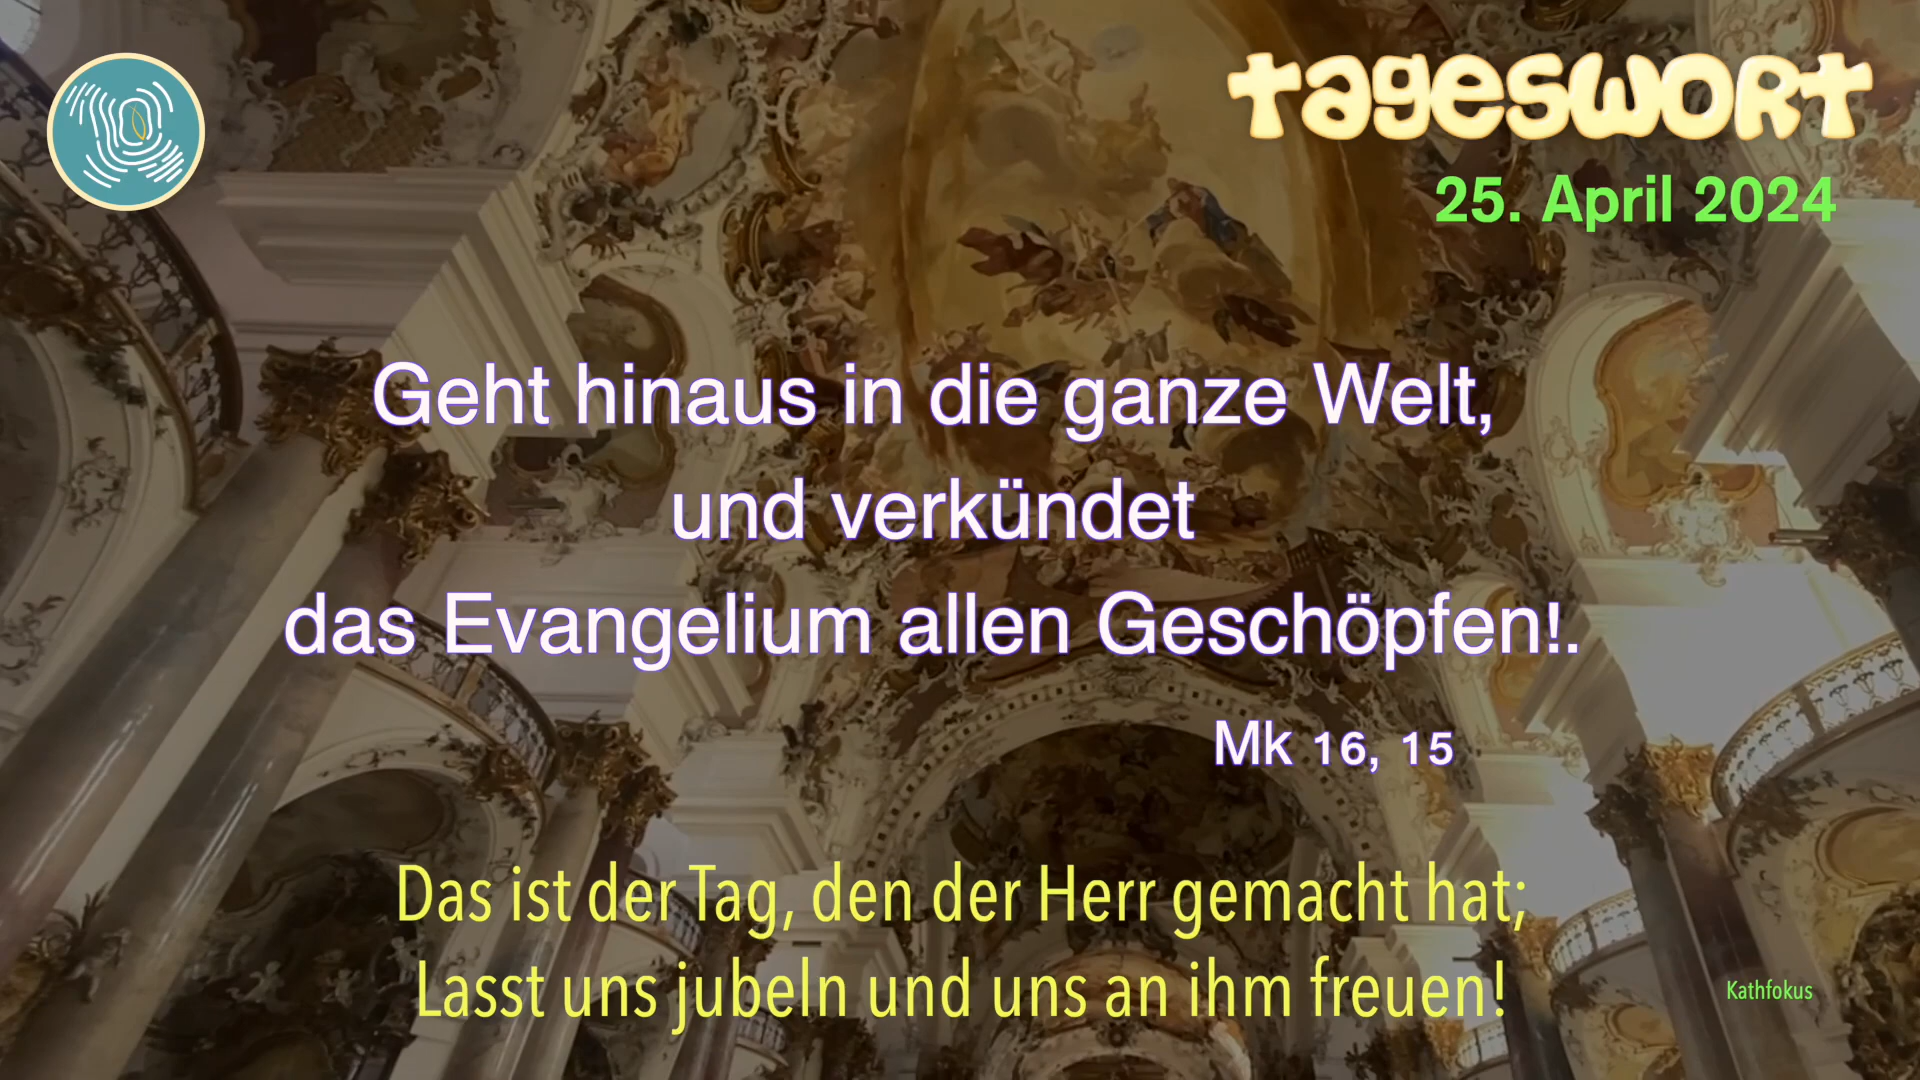 tageswort
25. April 2024
Geht hinaus in die ganze Welt,
und verkündet
das Evangelium allen Geschöpfen!.
Mk 16, 15
Das ist der Tag, den der Herr gemacht hat;
Lasst uns jubeln und uns an ihm freuen!
Kathfokus